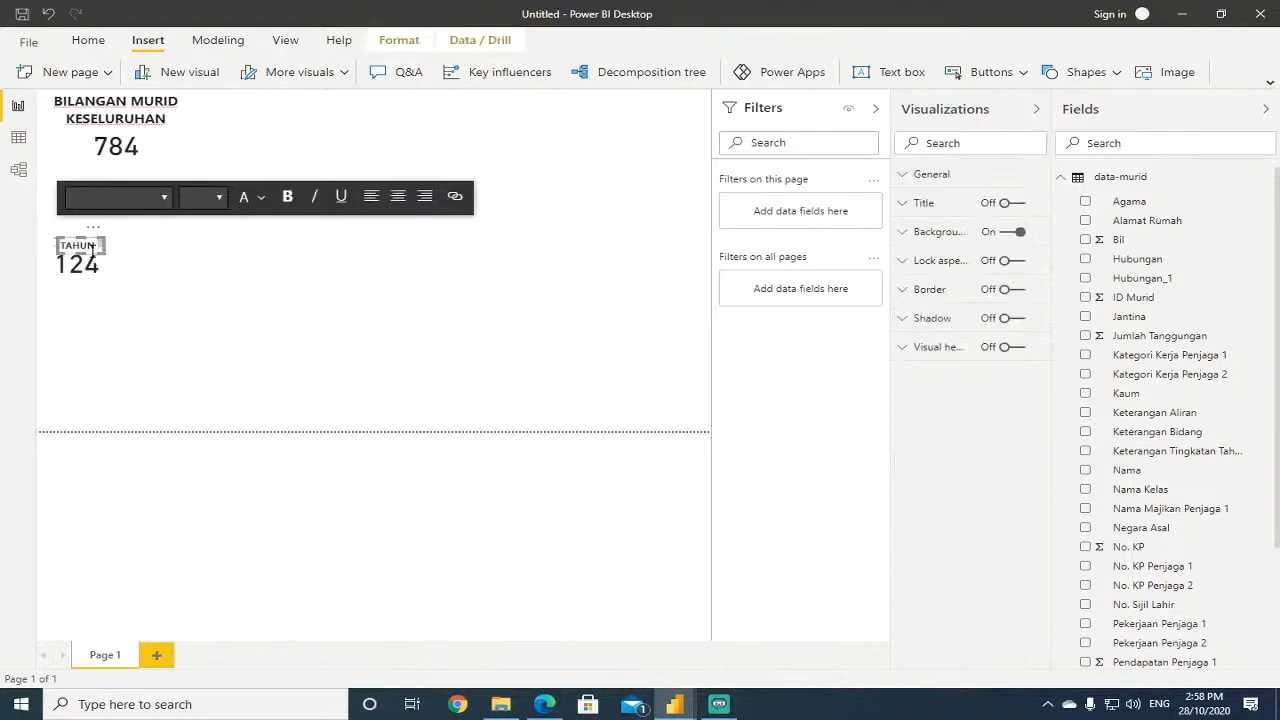 Untitled - Power BI Desktop
Sign in
File
Home
Insert
Modeling
View
Help
Format
Data / Drill
New page
New visual
More visuals
Q&A
Key influencers
Decomposition tree
Power Apps
Text box
Buttons
Shapes
Image
BILANGAN MURID
KESELURUHAN
784
A
B
I
U
...
TAHUN
124
Filters
Search
Filters on this page
...
Add data fields here
Filters on all pages
...
Add data fields here
Visualizations
Search
General
Title
Off
Backgrou...
On
Lock aspe...
Off
Border
Off
Shadow
Off
Visual he...
Off
Fields
Search
data-murid
Agama
Alamat Rumah
Σ Bil
Hubungan
Hubungan_1
Σ ID Murid
Jantina
Σ Jumlah Tanggungan
Kategori Kerja Penjaga 1
Kategori Kerja Penjaga 2
Kaum
Keterangan Aliran
Keterangan Bidang
Keterangan Tingkatan Tah...
Nama
Nama Kelas
Nama Majikan Penjaga 1
Negara Asal
Σ No. KP
No. KP Penjaga 1
No. KP Penjaga 2
No. Sijil Lahir
Pekerjaan Penjaga 1
Pekerjaan Penjaga 2
Σ Pendapatan Penjaga 1
Page 1
Page 1 of 1
Type here to search
1
ENG
2:58 PM
28/10/2020